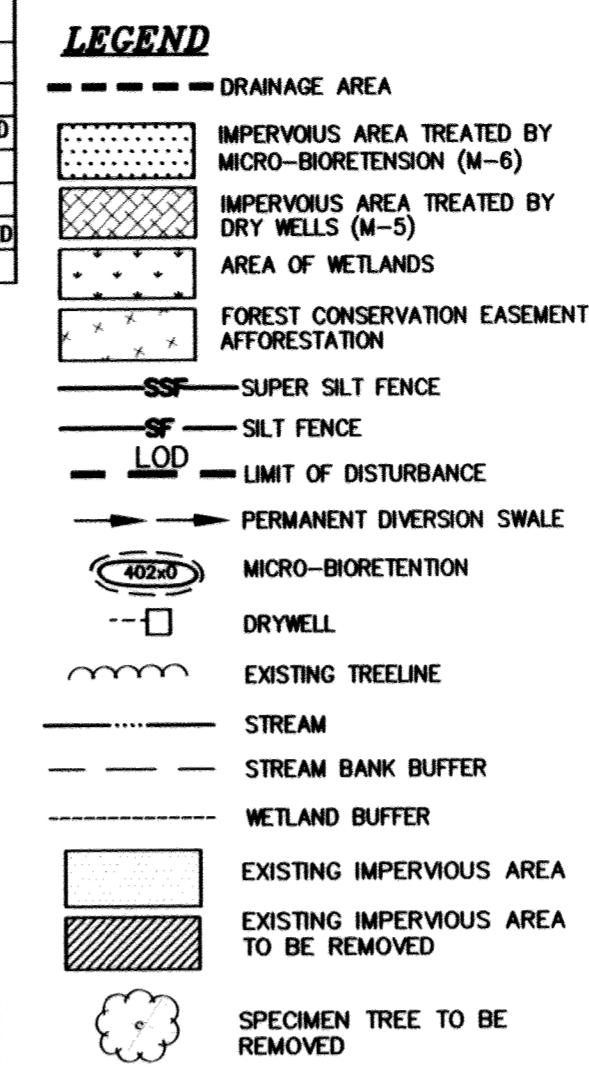 LEGEND
DRAINAGE AREA
IMPERVOIUS AREA TREATED BY
MICRO-BIORETENSION (M-6)
IMPERVOIUS AREA TREATED BY
DRY WELLS (M-5)
AREA OF WETLANDS
FOREST CONSERVATION EASEMENT
AFFORESTATION
SSF SUPER SILT FENCE
SF SILT FENCE
LOD
LIMIT OF DISTURBANCE
PERMANENT DIVERSION SWALE
402x0 MICRO-BIORETENTION
DRYWELL
EXISTING TREELINE
STREAM
STREAM BANK BUFFER
WETLAND BUFFER
EXISTING IMPERVIOUS AREA
EXISTING IMPERVIOUS AREA
TO BE REMOVED
SPECIMEN TREE TO BE
REMOVED